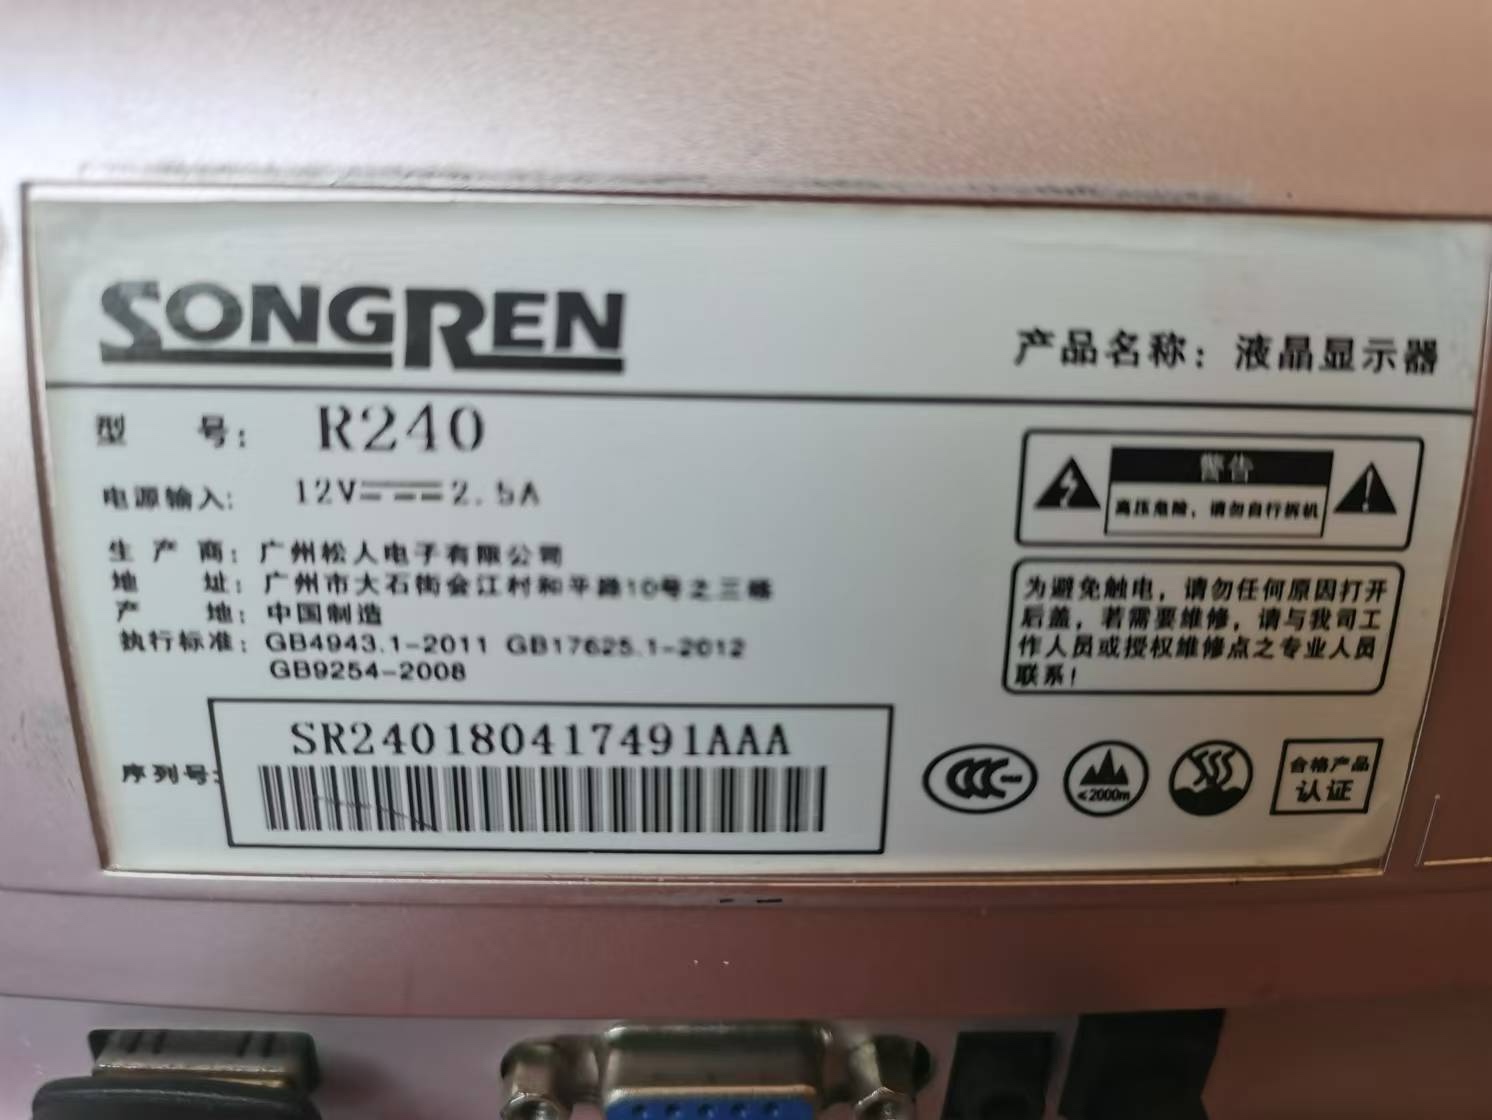 SONGREN
产品名称：液晶显示器
型号：R240
电源输入：12V 2.5A
生产商：广州松人电子有限公司
地址：广州市大石街会江村和平路10号之三楼
产地：中国制造
执行标准：GB4943.1-2011 GB17625.1-2012
GB9254-2008
警告
高压危险，请勿自行拆机
为避免触电，请勿任何原因打开
后盖，若需要维修，请与我司工
作人员或授权维修点之专业人员
联系！
序列号：
SR240180417491AAA
CCC
≤2000m
合格产品
认证